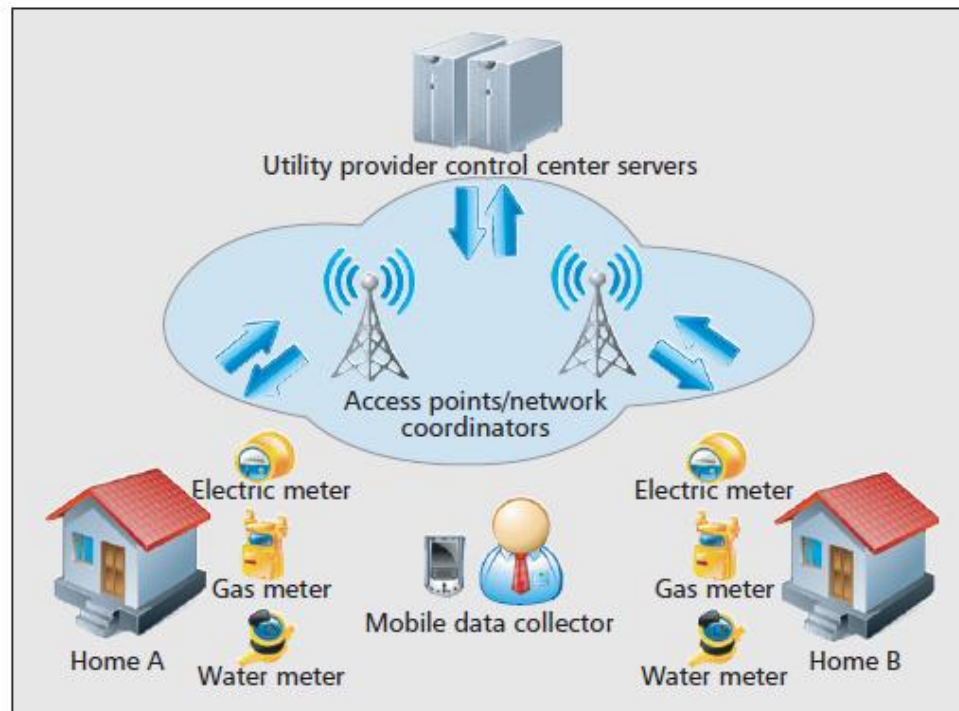 Utility provider control center servers
Access points/network
coordinators
Electric meter
Electric meter
Gas meter
Gas meter
Mobile data collector
Home A
Water meter
Water meter
Home B